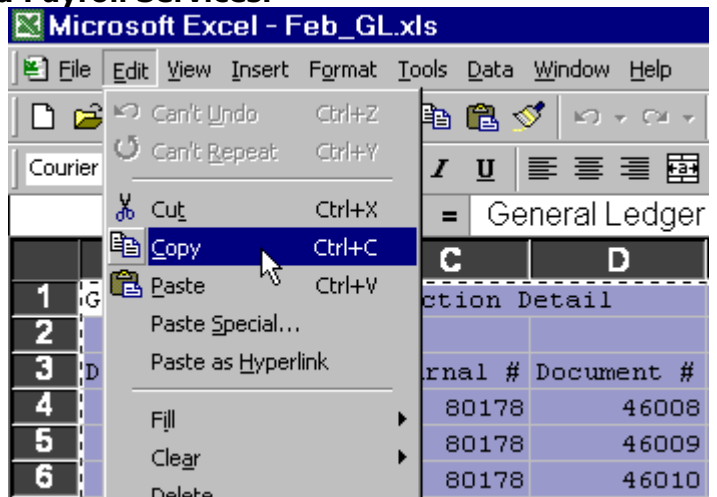 Payroll Services.
Microsoft Excel - Feb_GL.xls
File Edit View Insert Format Tools Data Window Help
Can't Undo Ctrl+Z
Can't Repeat Ctrl+Y
Courier I U
Cut Ctrl+X
= General Ledger
Copy Ctrl+C
C D
Paste Ctrl+V
1 G ction Detail
Paste Special...
2
Paste as Hyperlink
3 D rnal # Document #
4 80178 46008
Fill
5 80178 46009
Clear
6 80178 46010
Delete